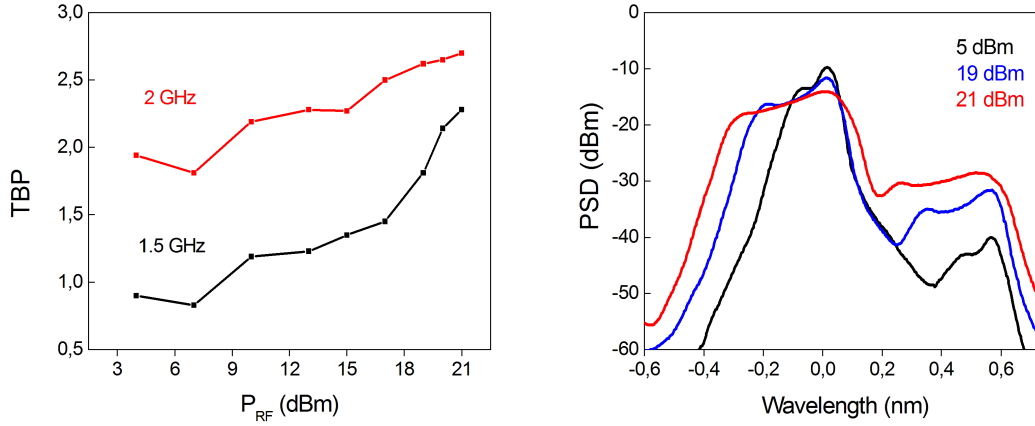 3,0
2,5
2,0
1,5
1,0
0,5
TBP
2 GHz
1.5 GHz
3 6 9 12 15 18 21
P_RF (dBm)
0
-10
-20
-30
-40
-50
-60
PSD (dBm)
5 dBm
19 dBm
21 dBm
-0,6 -0,4 -0,2 0,0 0,2 0,4 0,6
Wavelength (nm)